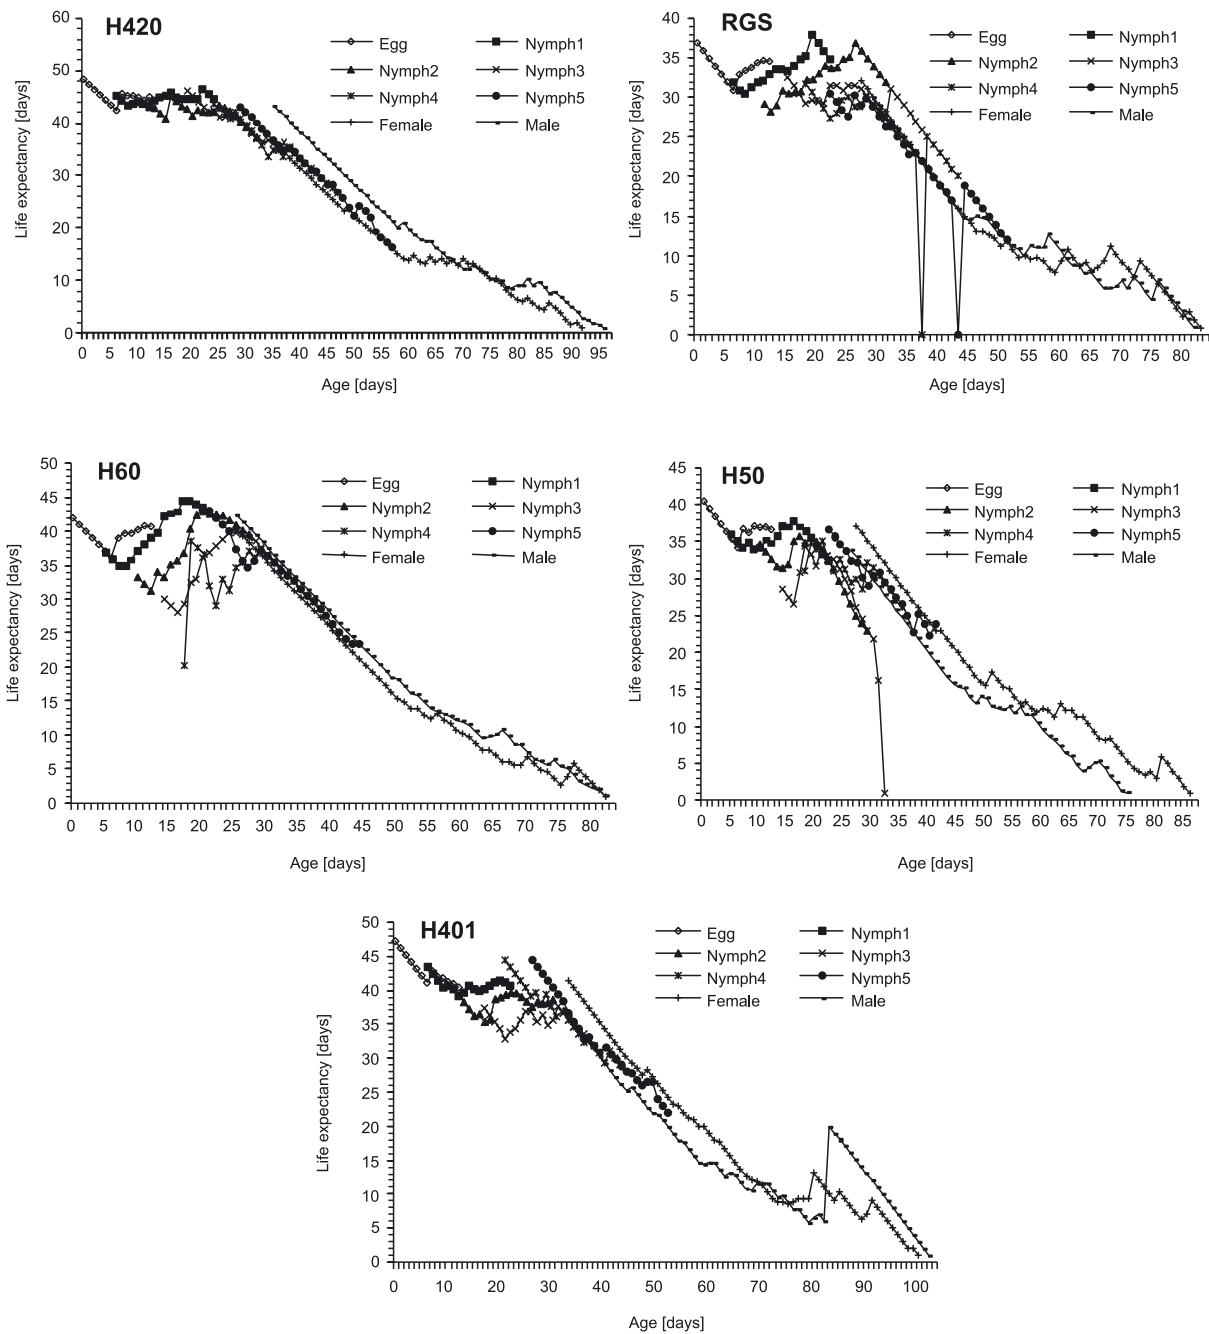 H420
Egg
Nymph1
Nymph2
Nymph3
Nymph4
Nymph5
Female
Male
Life expectancy [days]
60
50
40
30
20
10
0
0 5 10 15 20 25 30 35 40 45 50 55 60 65 70 75 80 85 90 95
Age [days]
RGS
Egg
Nymph1
Nymph2
Nymph3
Nymph4
Nymph5
Female
Male
Life expectancy [days]
40
35
30
25
20
15
10
5
0
0 5 10 15 20 25 30 35 40 45 50 55 60 65 70 75 80
Age [days]
H60
Egg
Nymph1
Nymph2
Nymph3
Nymph4
Nymph5
Female
Male
Life expectancy [days]
50
45
40
35
30
25
20
15
10
5
0
0 5 10 15 20 25 30 35 40 45 50 55 60 65 70 75 80
Age [days]
H50
Egg
Nymph1
Nymph2
Nymph3
Nymph4
Nymph5
Female
Male
Life expectancy [days]
45
40
35
30
25
20
15
10
5
0
0 5 10 15 20 25 30 35 40 45 50 55 60 65 70 75 80 85
Age [days]
H401
Egg
Nymph1
Nymph2
Nymph3
Nymph4
Nymph5
Female
Male
Life expectancy [days]
50
45
40
35
30
25
20
15
10
5
0
0 10 20 30 40 50 60 70 80 90 100
Age [days]